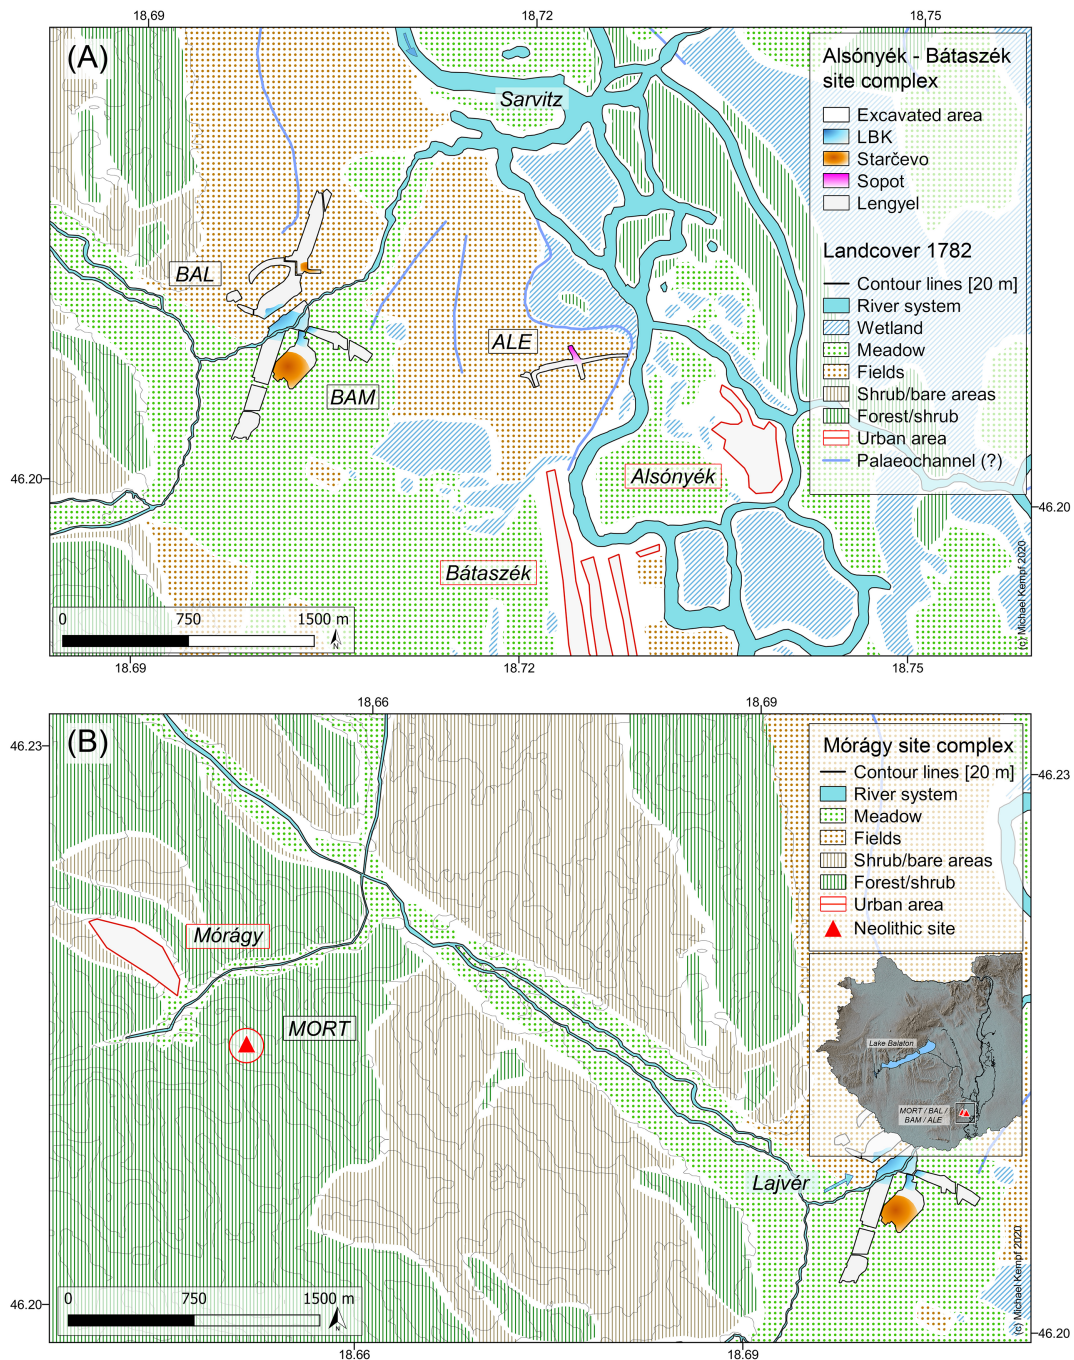 18.69
18.72
18.75
(A)
Sarvitz
BAL
ALE
BAM
Alsónyék
Bátaszék
Alsónyék - Bátaszék
site complex
Excavated area
LBK
Starčevo
Sopot
Lengyel
Landcover 1782
Contour lines [20 m]
River system
Wetland
Meadow
Fields
Shrub/bare areas
Forest/shrub
Urban area
Palaeochannel (?)
46.20
46.20
0 750 1500 m
N
(c) Michael Kempf 2020
18.69
18.72
18.75
18.66
18.69
(B)
46.23
46.23
Mórágy
MORT
Lajvér
Mórágy site complex
Contour lines [20 m]
River system
Meadow
Fields
Shrub/bare areas
Forest/shrub
Urban area
Neolithic site
Lake Balaton
MORT / BAL /
BAM / ALE
46.20
46.20
0 750 1500 m
N
(c) Michael Kempf 2020
18.66
18.69